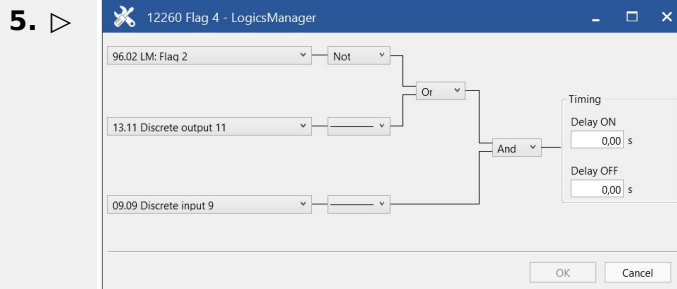 5.
12260 Flag 4 - LogicsManager
96.02 LM: Flag 2 Not
Or
13.11 Discrete output 11
And
09.09 Discrete input 9
Timing
Delay ON
0,00 s
Delay OFF
0,00 s
OK Cancel